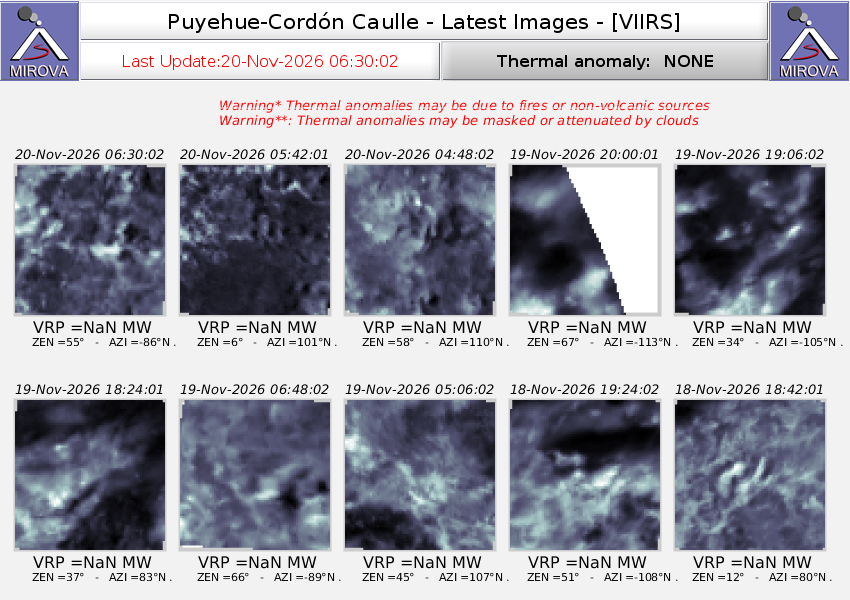 Puyehue-Cordón Caulle - Latest Images - [VIIRS]
MIROVA
Last Update:20-Nov-2026 06:30:02
Thermal anomaly: NONE
MIROVA
Warning* Thermal anomalies may be due to fires or non-volcanic sources
Warning**: Thermal anomalies may be masked or attenuated by clouds
20-Nov-2026 06:30:02
20-Nov-2026 05:42:01
20-Nov-2026 04:48:02
19-Nov-2026 20:00:01
19-Nov-2026 19:06:02
VRP =NaN MW
VRP =NaN MW
VRP =NaN MW
VRP =NaN MW
VRP =NaN MW
ZEN =55° - AZI =-86°N .
ZEN =6° - AZI =101°N .
ZEN =58° - AZI =110°N .
ZEN =67° - AZI =-113°N .
ZEN =34° - AZI =-105°N .
19-Nov-2026 18:24:01
19-Nov-2026 06:48:02
19-Nov-2026 05:06:02
18-Nov-2026 19:24:02
18-Nov-2026 18:42:01
VRP =NaN MW
VRP =NaN MW
VRP =NaN MW
VRP =NaN MW
VRP =NaN MW
ZEN =37° - AZI =83°N .
ZEN =66° - AZI =-89°N .
ZEN =45° - AZI =107°N .
ZEN =51° - AZI =-108°N .
ZEN =12° - AZI =80°N .